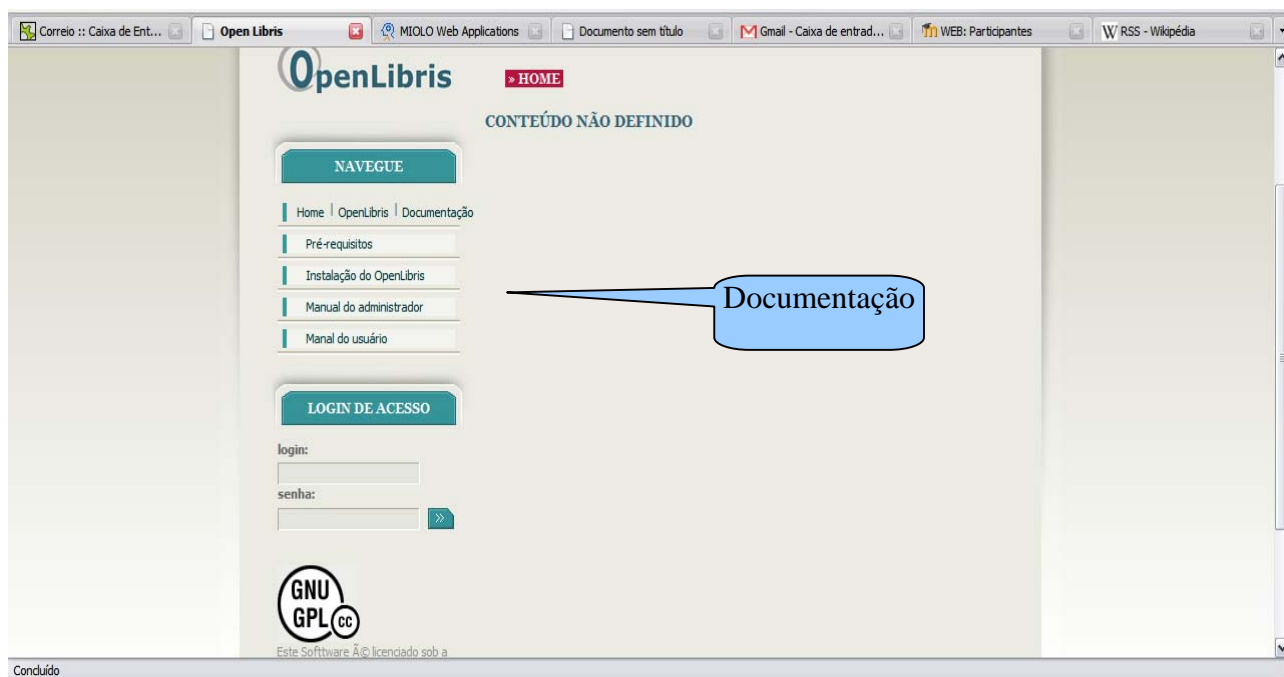 Correio :: Caixa de Ent... Open Libris MIOLO Web Applications Documento sem título Gmail - Caixa de entrad... WEB: Participantes W RSS - Wikipédia
OpenLibris
» HOME
CONTEÚDO NÃO DEFINIDO
NAVEGUE
Home | OpenLibris | Documentação
Pré-requisitos
Instalação do OpenLibris
Manual do administrador
Manal do usuário
Documentação
LOGIN DE ACESSO
login:
senha:
»
GNU
GPL cc
Este Softtware Ã© licenciado sob a
Concluído